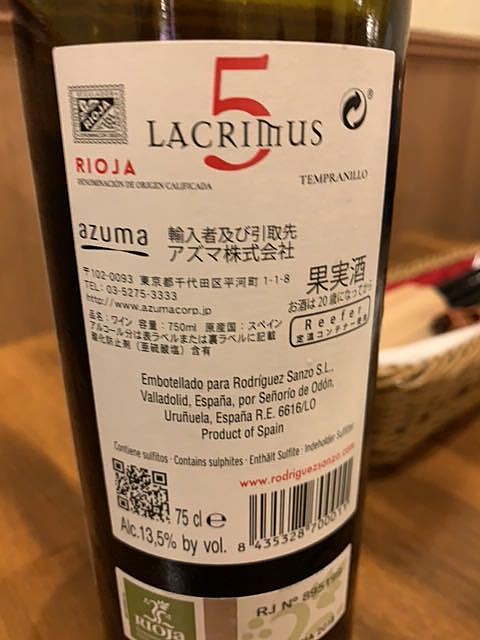 5
LACRIMUS
RIOJA
RIOJA
DENOMINACIÓN DE ORIGEN CALIFICADA
TEMPRANILLO
azuma
輸入者及び引取先
アズマ株式会社
〒102-0093 東京都千代田区平河町 1-1-8
TEL: 03-5275-3333
http://www.azumacorp.jp
果実酒
お酒は20歳になってから
Reefer
定温コンテナー使用
品名:ワイン 容量:750ml 原産国:スペイン
アルコール分は表ラベルまたは裏ラベルに記載
酸化防止剤(亜硫酸塩)含有
Embotellado para Rodríguez Sanzo S.L.,
Valladolid, España, por Señorío de Odón,
Uruñuela, España R.E. 6616/LO
Product of Spain
Contiene sulfitos · Contains sulphites · Enthält Sulfite · Indeholder Sulfitter
www.rodriguezsanzo.com
75 cl e
Alc.13,5% by vol.
8 435328 700011
RIOJA
RJ Nº 895199